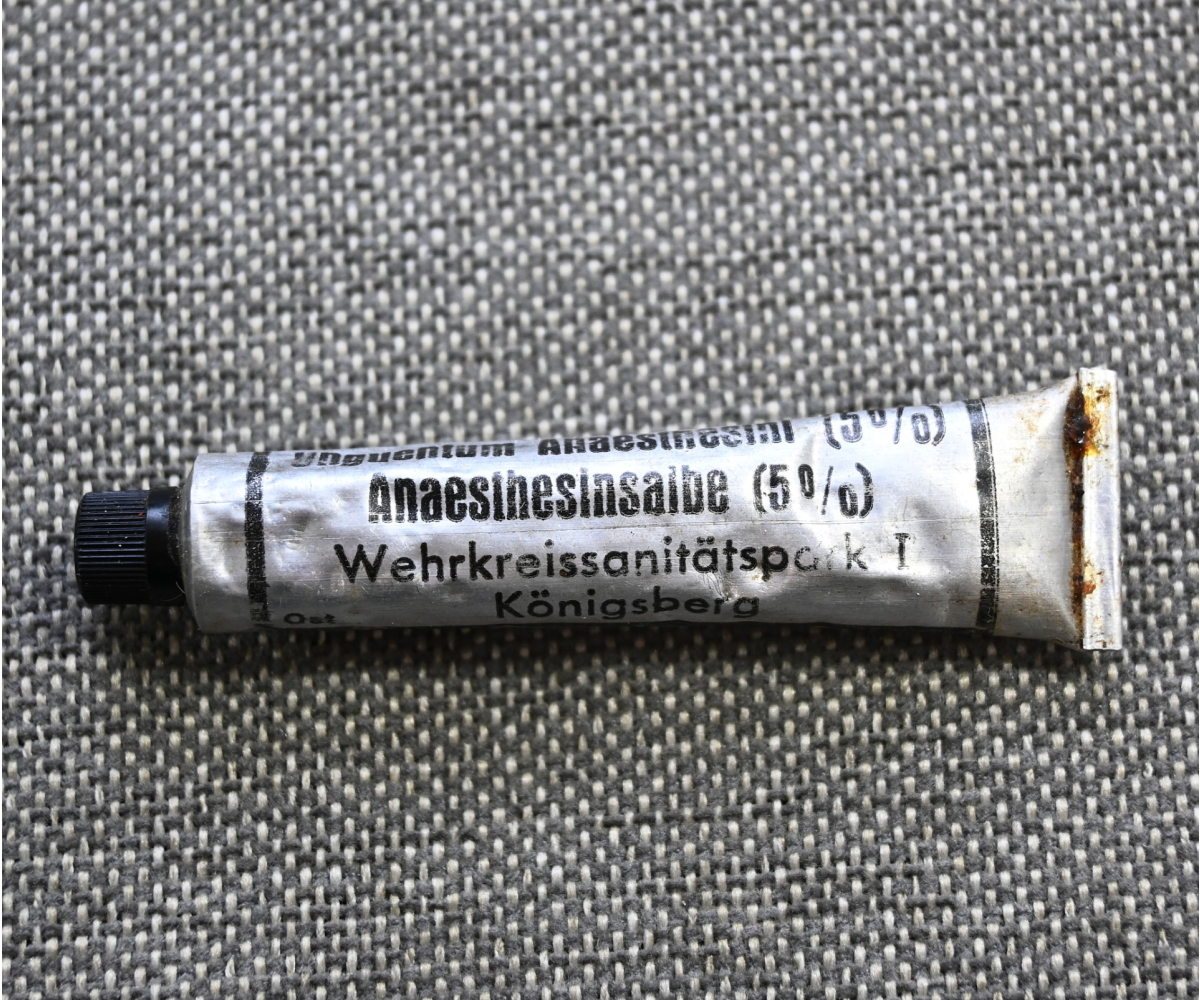 Unguentum Anaesthesini (5%)
Anaesthesinsalbe (5%)
Wehrkreissanitätspark I
Königsberg
Ost